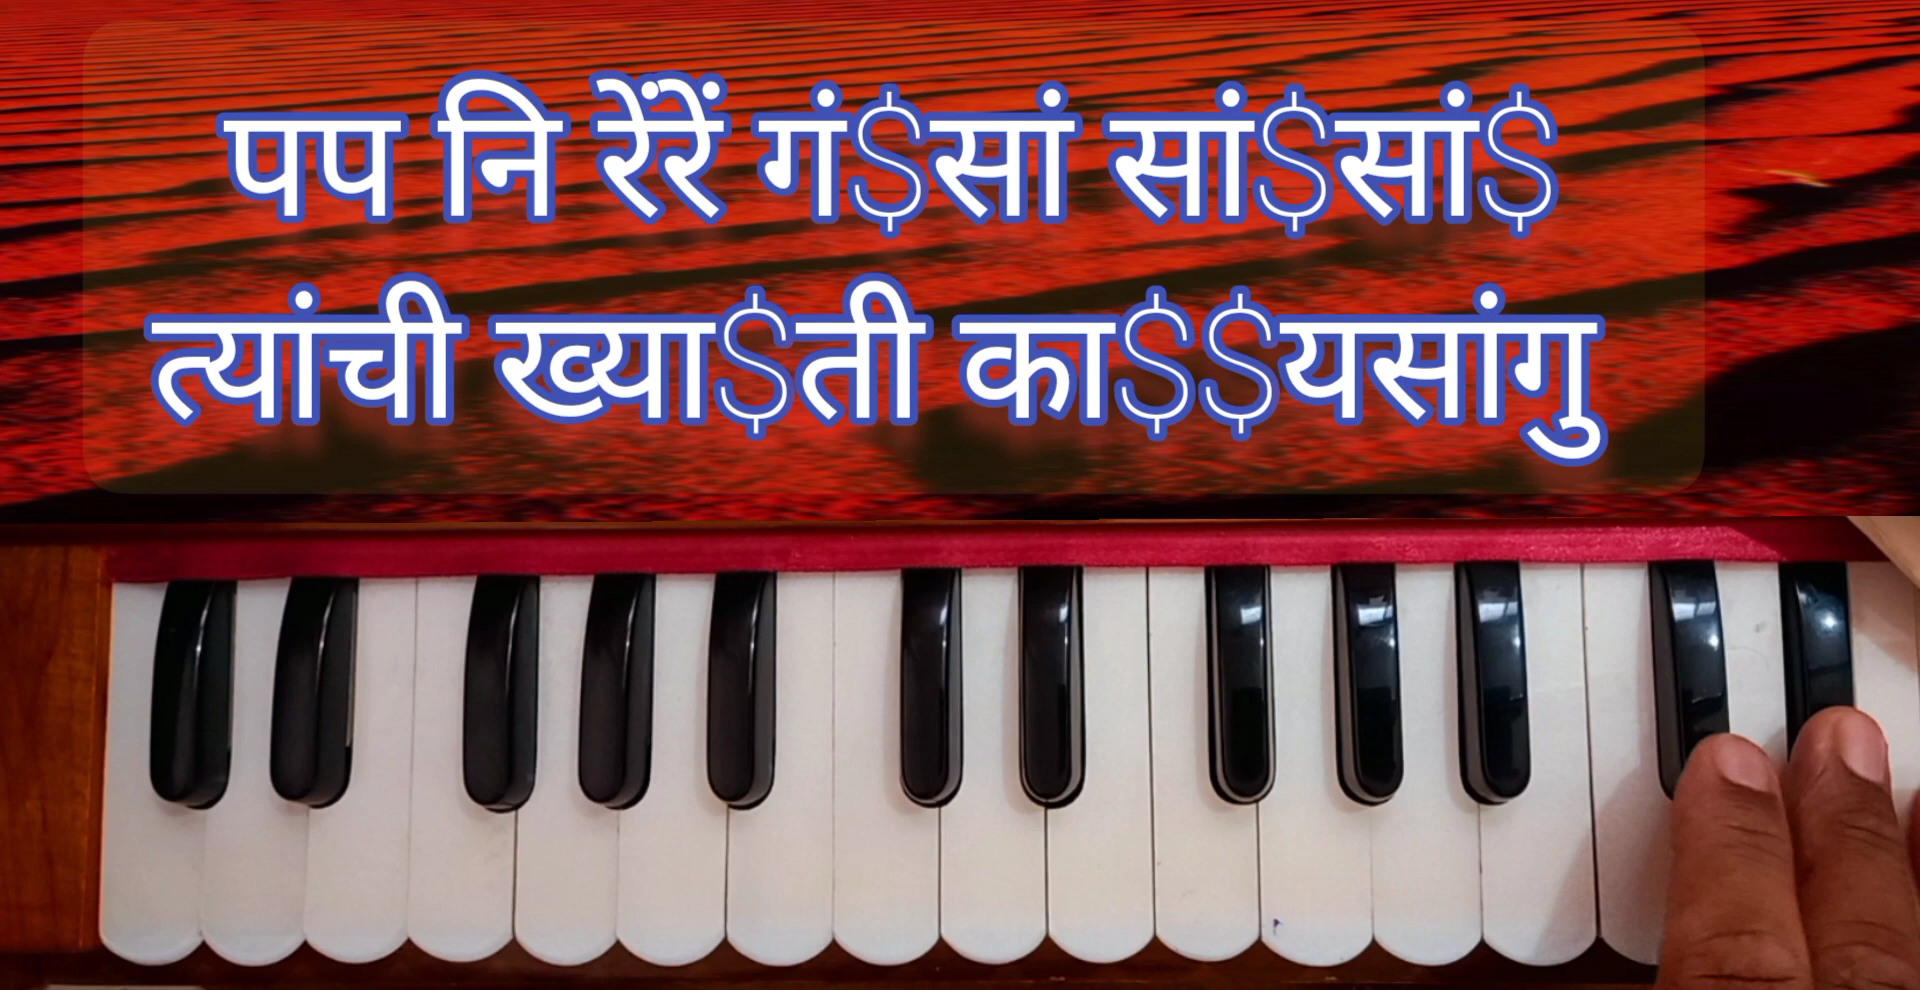 पप नि रेंरें गं$सां सां$सां$
त्यांची ख्या$ती का$$यसांगु